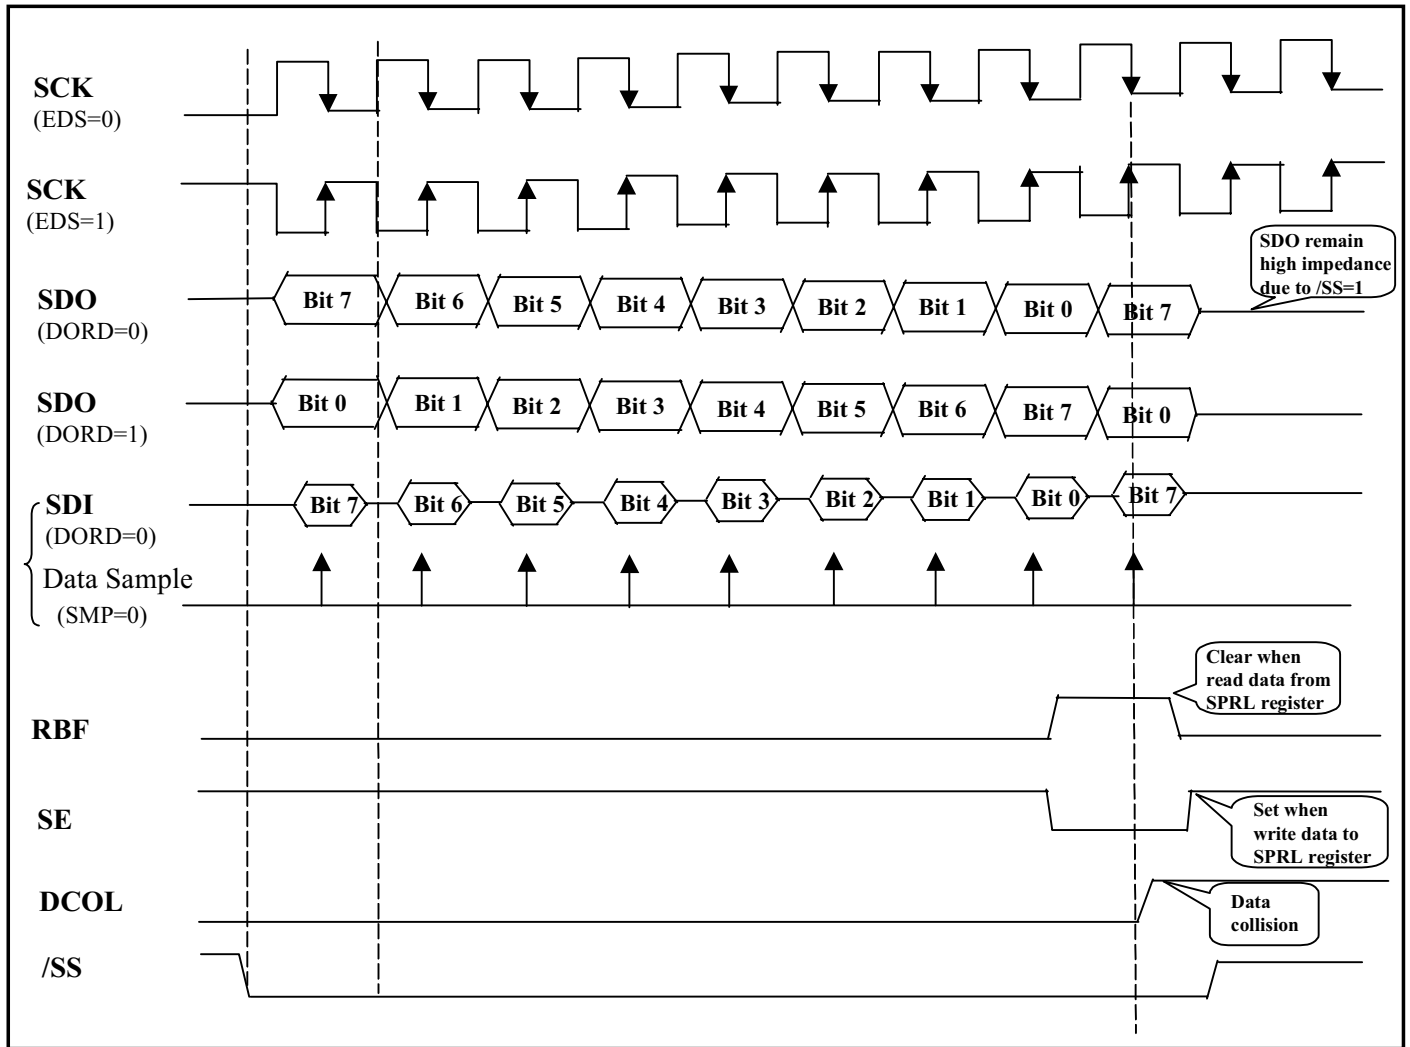 SCK
(EDS=0)
SCK
(EDS=1)
SDO remain
high impedance
due to /SS=1
SDO
(DORD=0)
Bit 7 Bit 6 Bit 5 Bit 4 Bit 3 Bit 2 Bit 1 Bit 0 Bit 7
SDO
(DORD=1)
Bit 0 Bit 1 Bit 2 Bit 3 Bit 4 Bit 5 Bit 6 Bit 7 Bit 0
SDI
(DORD=0)
Bit 7 Bit 6 Bit 5 Bit 4 Bit 3 Bit 2 Bit 1 Bit 0 Bit 7
Data Sample
(SMP=0)
Clear when
read data from
SPRL register
RBF
SE
Set when
write data to
SPRL register
DCOL
Data
collision
/SS